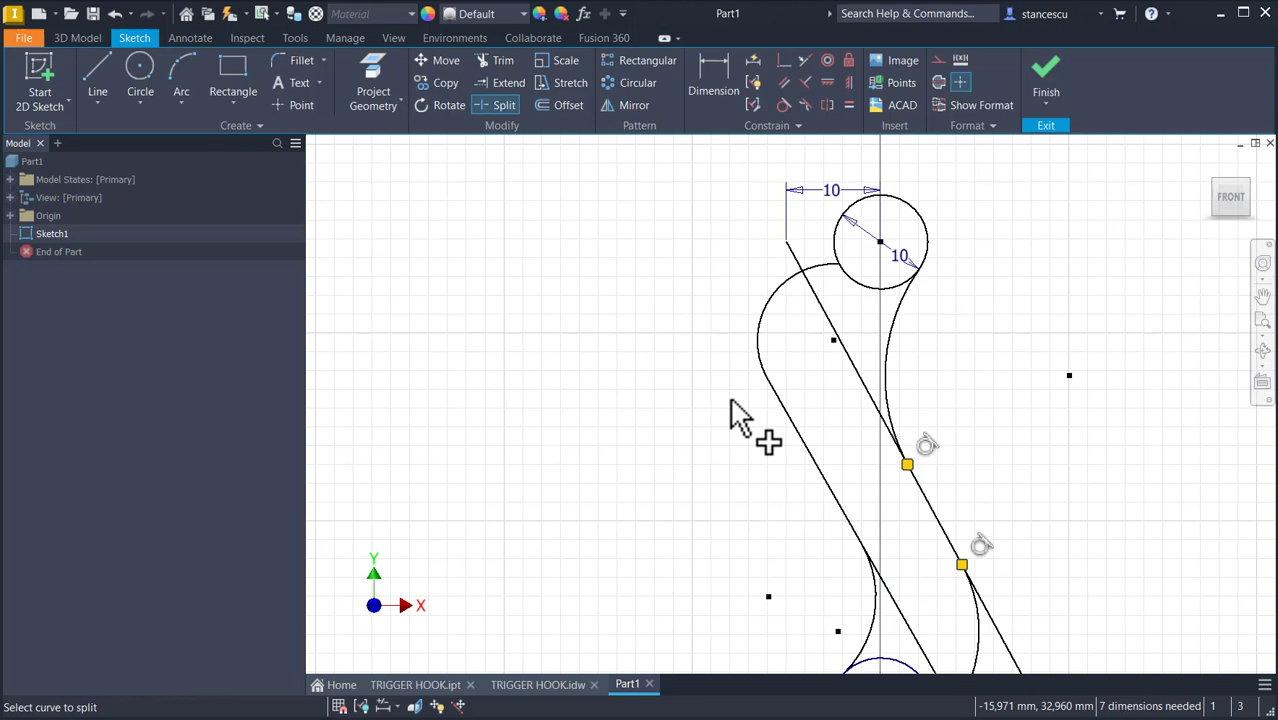 Material
Default
Part1
Search Help & Commands...
stancescu
File
3D Model
Sketch
Annotate
Inspect
Tools
Manage
View
Environments
Collaborate
Fusion 360
Start
2D Sketch
Line
Circle
Arc
Rectangle
Fillet
Text
Point
Project
Geometry
Move
Trim
Scale
Copy
Extend
Stretch
Rotate
Split
Offset
Rectangular
Circular
Mirror
Dimension
Image
Points
ACAD
Show Format
Finish
Sketch
Create
Modify
Pattern
Constrain
Insert
Format
Exit
Model
Part1
Model States: [Primary]
View: [Primary]
Origin
Sketch1
End of Part
10
10
FRONT
Y
X
Home
TRIGGER HOOK.ipt
TRIGGER HOOK.idw
Part1
Select curve to split
-15,971 mm, 32,960 mm
7 dimensions needed
1
3